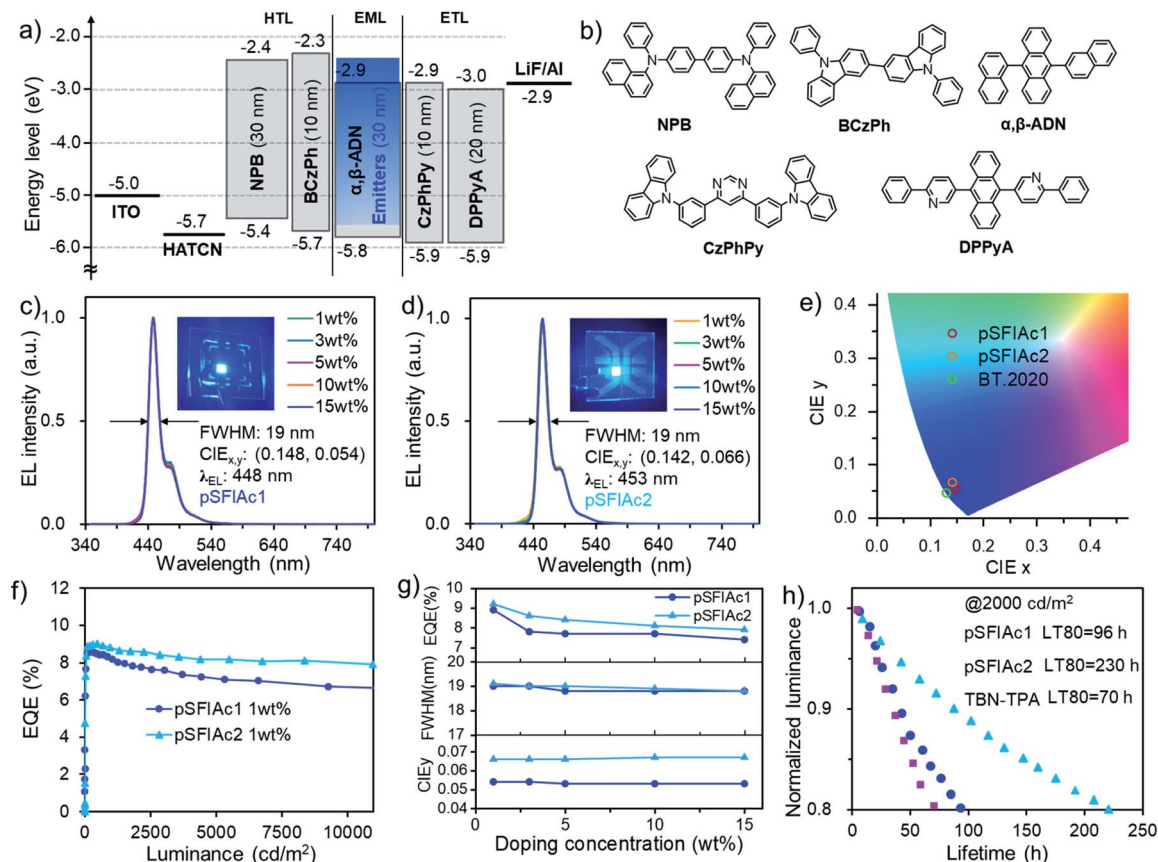 a)
HTL EML ETL
-2.0
-3.0
-4.0
-5.0
-6.0
Energy level (eV)
-5.0
ITO
-5.7
HATCN
-2.4
NPB (30 nm)
-5.4
-2.3
BCzPh (10 nm)
-5.7
-2.9
α,β-ADN
Emitters (30 nm)
-5.8
-2.9
CzPhPy (10 nm)
-5.9
-3.0
DPPyA (20 nm)
-5.9
LiF/Al
-2.9
b)
N N
NPB
N N
BCzPh
α,β-ADN
N N N N
CzPhPy
N N
DPPyA
c)
EL intensity (a.u.)
1.0
0.5
0.0
1wt%
3wt%
5wt%
10wt%
15wt%
FWHM: 19 nm
CIEx,y: (0.148, 0.054)
λEL: 448 nm
pSFIAc1
340 440 540 640 740
Wavelength (nm)
d)
EL intensity (a.u.)
1.0
0.5
0.0
1wt%
3wt%
5wt%
10wt%
15wt%
FWHM: 19 nm
CIEx,y: (0.142, 0.066)
λEL: 453 nm
pSFIAc2
340 440 540 640 740
Wavelength (nm)
e)
CIE y
0.4
0.3
0.2
0.1
0.0
pSFIAc1
pSFIAc2
BT.2020
0.0 0.1 0.2 0.3 0.4
CIE x
f)
EQE (%)
12
10
8
6
4
2
0
pSFIAc1 1wt%
pSFIAc2 1wt%
0 2500 5000 7500 10000
Luminance (cd/m2)
g)
EQE(%)
10
9
8
7
pSFIAc1
pSFIAc2
FWHM(nm)
20
19
18
17
CIEy
0.07
0.06
0.05
0.04
0 5 10 15
Doping concentration (wt%)
h)
Normalized luminance
1.0
0.9
0.8
@2000 cd/m2
pSFIAc1 LT80=96 h
pSFIAc2 LT80=230 h
TBN-TPA LT80=70 h
0 50 100 150 200 250
Lifetime (h)